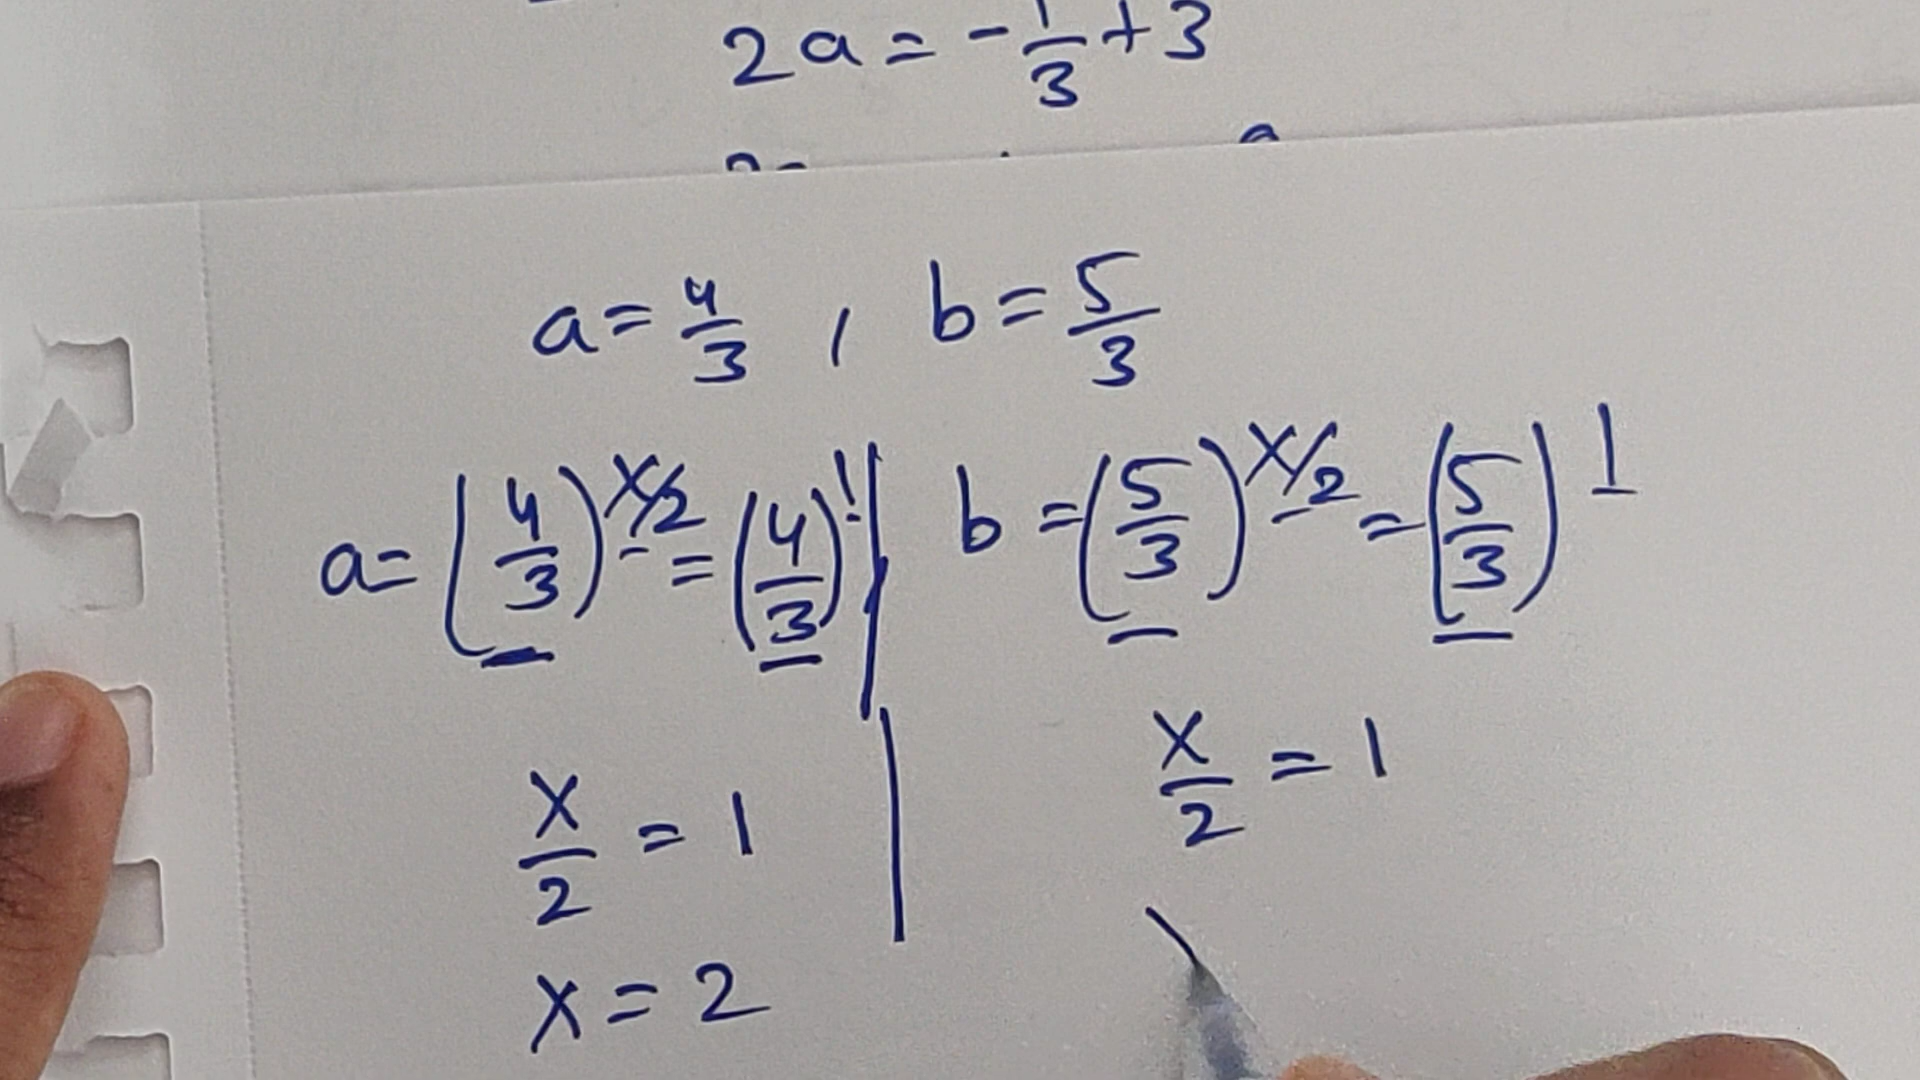 2a = -1/3 + 3
a = 4/3 , b = 5/3
a = (4/3)^x/2 = (4/3)^1 | b = (5/3)^x/2 = (5/3)^1
x/2 = 1 | x/2 = 1
x = 2